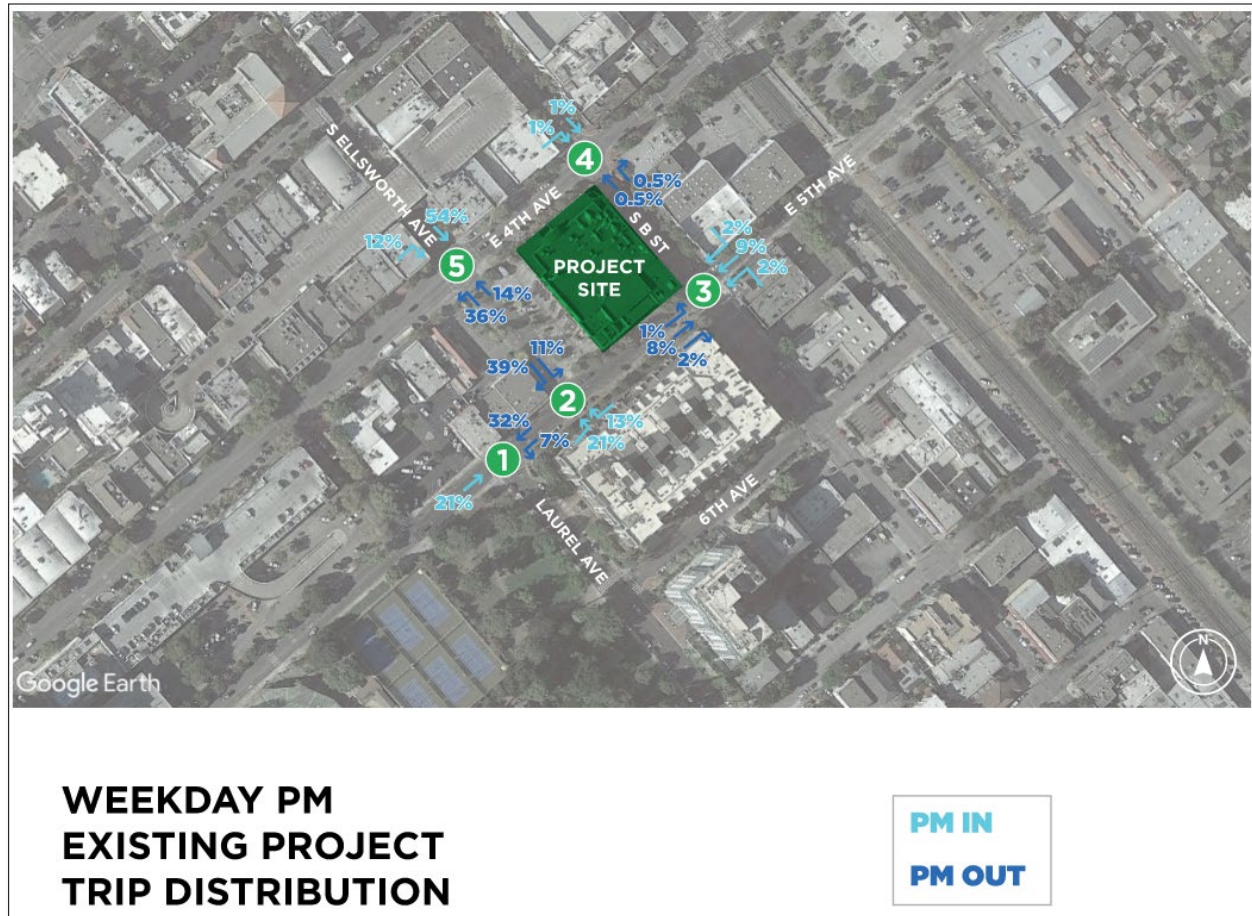 1%
1%
4
0.5%
0.5%
S ELLSWORTH AVE
E 4TH AVE
S B ST
E 5TH AVE
54%
12%
5
14%
36%
PROJECT
SITE
2%
9%
2%
3
1%
8%
2%
11%
39%
2
13%
21%
32%
7%
1
21%
LAUREL AVE
6TH AVE
N
Google Earth
WEEKDAY PM
EXISTING PROJECT
TRIP DISTRIBUTION
PM IN
PM OUT